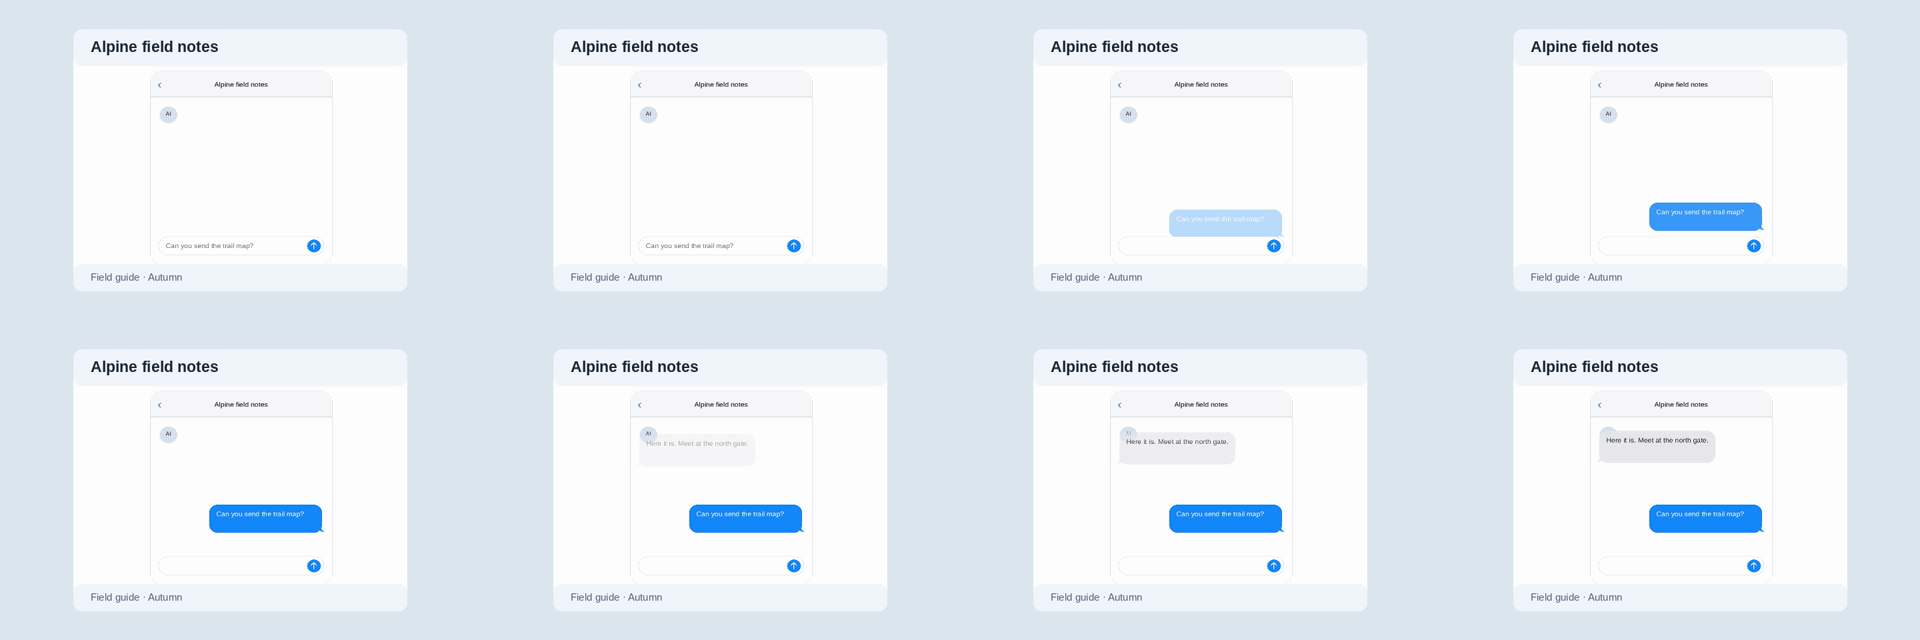 Alpine field notes
Alpine field notes
AI
Can you send the trail map?
Field guide · Autumn
Alpine field notes
Alpine field notes
AI
Can you send the trail map?
Field guide · Autumn
Alpine field notes
Alpine field notes
AI
Can you send the trail map?
Field guide · Autumn
Alpine field notes
Alpine field notes
AI
Can you send the trail map?
Field guide · Autumn
Alpine field notes
Alpine field notes
AI
Can you send the trail map?
Field guide · Autumn
Alpine field notes
Alpine field notes
AI
Here it is. Meet at the north gate.
Can you send the trail map?
Field guide · Autumn
Alpine field notes
Alpine field notes
AI
Here it is. Meet at the north gate.
Can you send the trail map?
Field guide · Autumn
Alpine field notes
Alpine field notes
Here it is. Meet at the north gate.
Can you send the trail map?
Field guide · Autumn